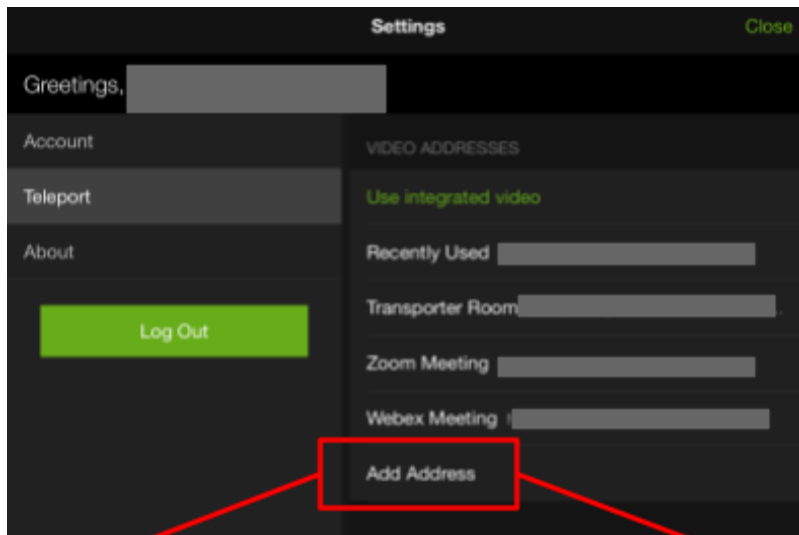 Settings
Close
Greetings,
Account
Teleport
About
Log Out
VIDEO ADDRESSES
Use integrated video
Recently Used
Transporter Room
Zoom Meeting
Webex Meeting
Add Address